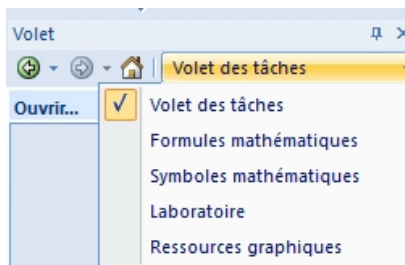 Volet
Volet des tâches
Ouvrir...
Volet des tâches
Formules mathématiques
Symboles mathématiques
Laboratoire
Ressources graphiques